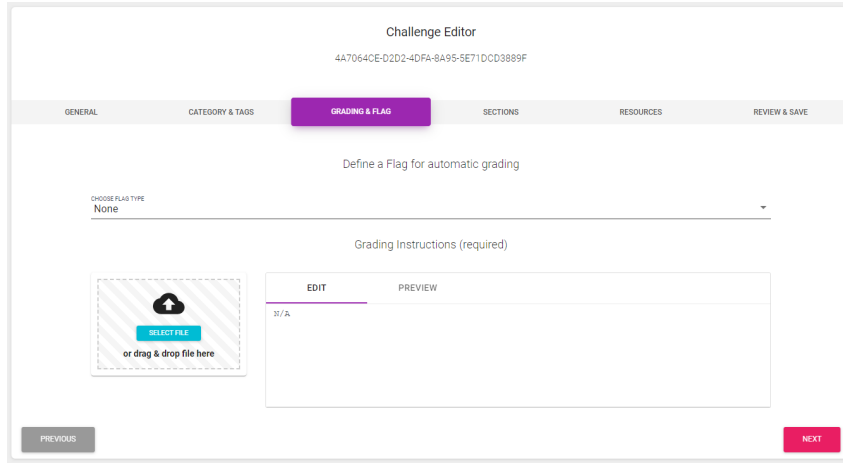 Challenge Editor
4A7064CE-D2D2-4DFA-8A95-5E71DCD3889F
GENERAL CATEGORY & TAGS GRADING & FLAG SECTIONS RESOURCES REVIEW & SAVE
Define a Flag for automatic grading
CHOOSE FLAG TYPE
None
Grading Instructions (required)
EDIT PREVIEW
N/A
SELECT FILE
or drag & drop file here
PREVIOUS NEXT